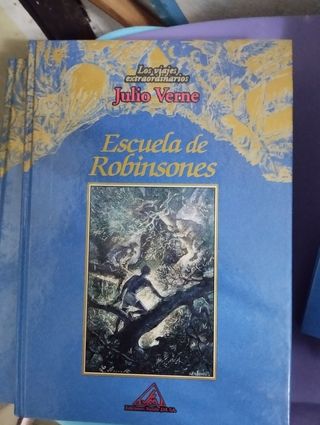 Los viajes
extraordinarios
Julio Verne
Escuela de
Robinsones